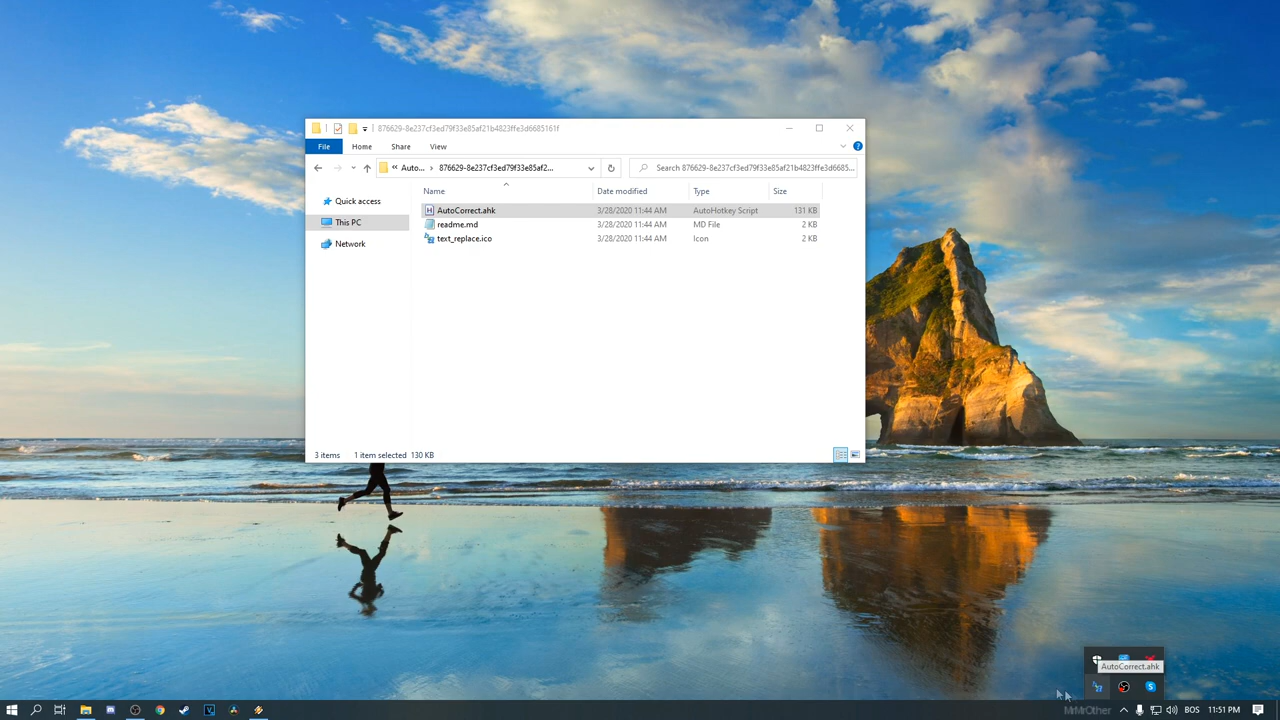 876629-8e237cf3ed79f33e85af21b4823ffe3d6685161f
File Home Share View
« Auto... › 876629-8e237cf3ed79f33e85af2...
Search 876629-8e237cf3ed79f33e85af21b4823ffe3d6685...
Name Date modified Type Size
Quick access
This PC
Network
AutoCorrect.ahk 3/28/2020 11:44 AM AutoHotkey Script 131 KB
readme.md 3/28/2020 11:44 AM MD File 2 KB
text_replace.ico 3/28/2020 11:44 AM Icon 2 KB
3 items 1 item selected 130 KB
AutoCorrect.ahk
MrMrOther
BOS 11:51 PM